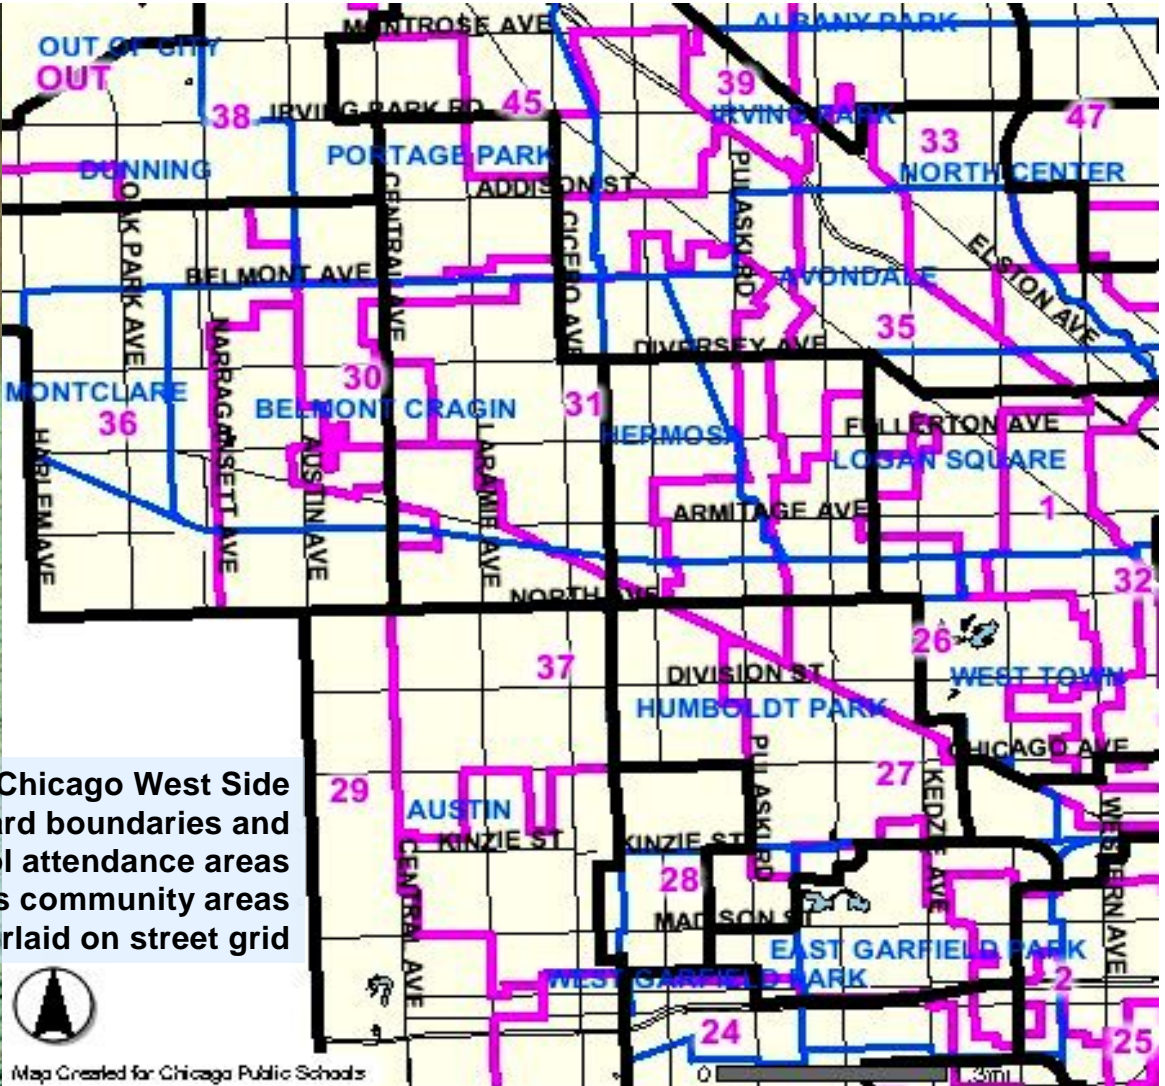 MONTROSE AVE
ALBANY PARK
OUT OF CITY
OUT
39
45
38
IRVING PARK RD
IRVING PARK
47
33
PORTAGE PARK
DUNNING
NORTH CENTER
ADDISON ST
OAK PARK AVE
CENTRAL AVE
CICERO AVE
PULASKI RD
ELSTON AVE
BELMONT AVE
AVONDALE
35
DIVERSEY AVE
NARRAGANSETT AVE
30
MONTCLARE
BELMONT CRAGIN
31
36
HERMOSA
FULLERTON AVE
LOGAN SQUARE
HARLEM AVE
AUSTIN AVE
LARAMIE AVE
ARMITAGE AVE
1
NORTH AVE
32
26
37
DIVISION ST
WEST TOWN
HUMBOLDT PARK
CHICAGO AVE
PULASKI RD
27
KEDZIE AVE
29
AUSTIN
KINZIE ST
KINZIE ST
WESTERN AVE
CENTRAL AVE
28
MADISON ST
EAST GARFIELD PARK
WEST GARFIELD PARK
2
24
25
Chicago West Side
rd boundaries and
l attendance areas
s community areas
rlaid on street grid
Map Created for Chicago Public Schools
0